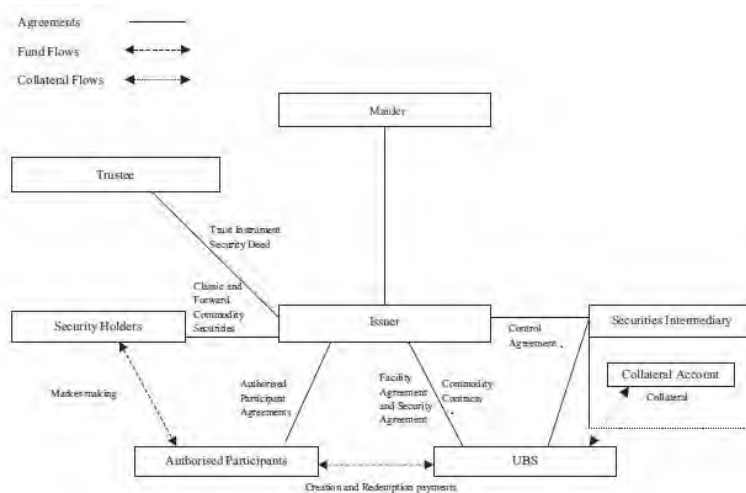 Agreements
Fund Flows
Collateral Flows
Manler
Trustee
Trust Instrument
Security Deed
Classic and
Forward
Commodity
Securities
Security Holders
Issuer
Securities Intermediary
Control
Agreement
Collateral Account
Collateral
Market-making
Authorised
Participant
Agreements
Facility
Agreement
and Security
Agreement
Commodity
Contracts
Authorised Participants
UBS
Creation and Redemption payments